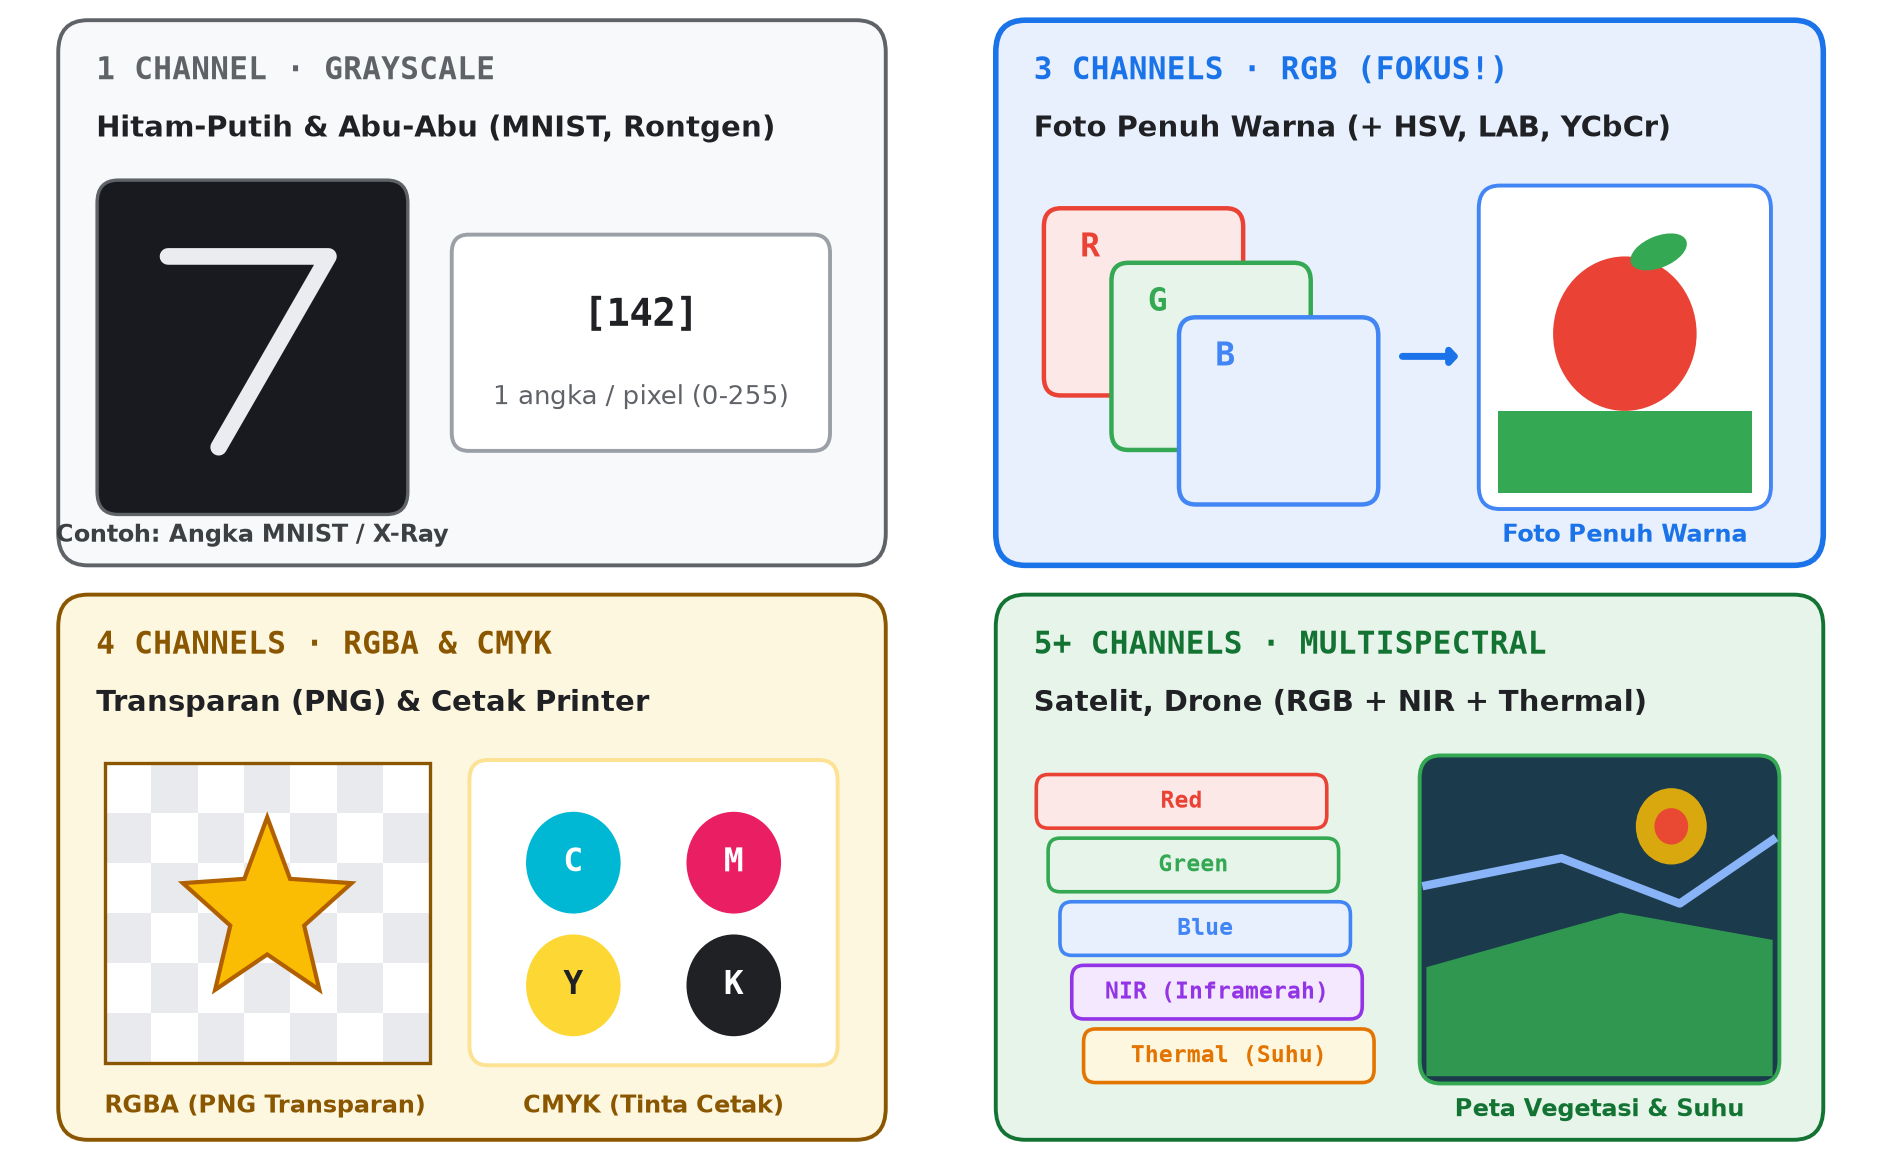 1 CHANNEL · GRAYSCALE
Hitam-Putih & Abu-Abu (MNIST, Rontgen)
[142]
1 angka / pixel (0-255)
Contoh: Angka MNIST / X-Ray
3 CHANNELS · RGB (FOKUS!)
Foto Penuh Warna (+ HSV, LAB, YCbCr)
R
G
B
Foto Penuh Warna
4 CHANNELS · RGBA & CMYK
Transparan (PNG) & Cetak Printer
C
M
Y
K
RGBA (PNG Transparan)
CMYK (Tinta Cetak)
5+ CHANNELS · MULTISPECTRAL
Satelit, Drone (RGB + NIR + Thermal)
Red
Green
Blue
NIR (Inframerah)
Thermal (Suhu)
Peta Vegetasi & Suhu